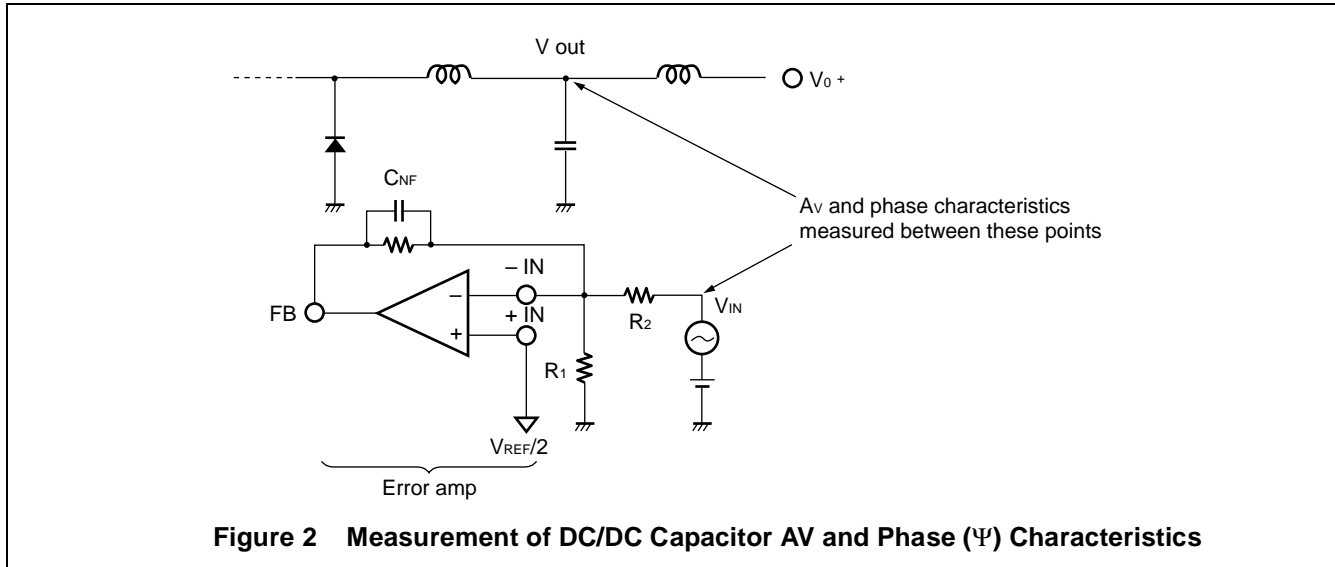 V out
V0 +
CNF
AV and phase characteristics
measured between these points
– IN
VIN
FB
–
+ IN
R2
+
R1
VREF/2
Error amp
Figure 2 Measurement of DC/DC Capacitor AV and Phase (Ψ) Characteristics